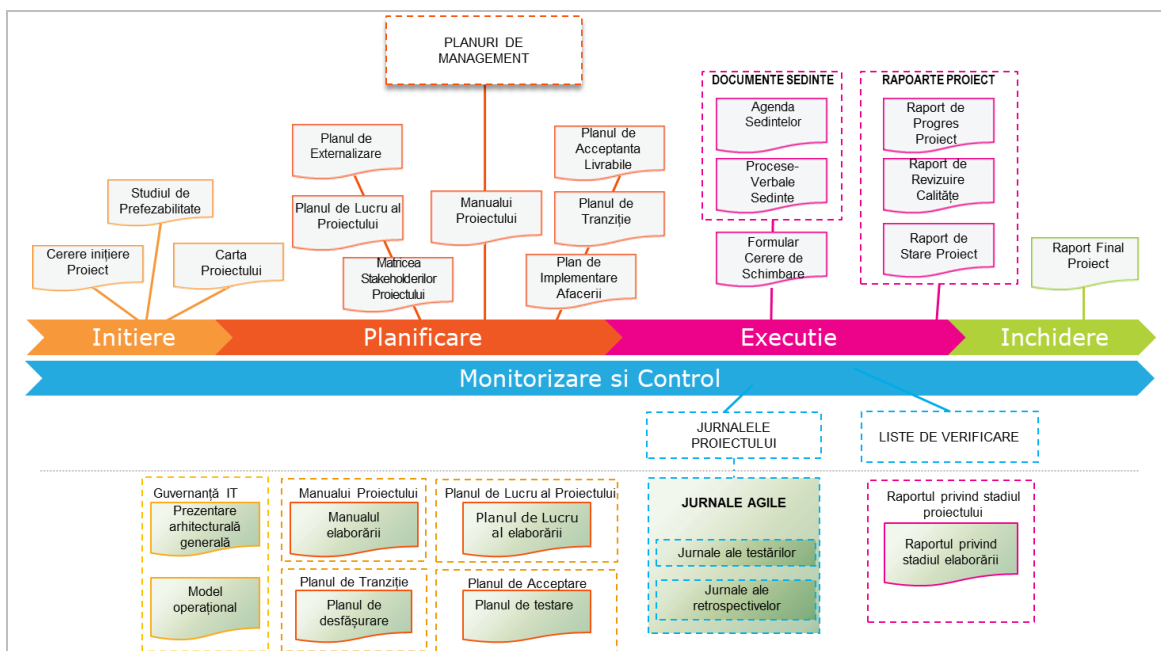 PLANURI DE
MANAGEMENT
DOCUMENTE SEDINTE
RAPOARTE PROIECT
Agenda
Sedintelor
Raport de
Progres
Proiect
Planul de
Externalizare
Planul de
Acceptanta
Livrabile
Procese-
Verbale
Sedinte
Raport de
Revizuire
Calitățe
Studiul de
Prefezabilitate
Planul de Lucru al
Proiectului
Manualui
Proiectului
Planul de
Tranziție
Cerere inițiere
Proiect
Carta
Proiectului
Matricea
Stakeholderilor
Proiectului
Plan de
Implementare
Afacerii
Formular
Cerere de
Schimbare
Raport de
Stare Proiect
Raport Final
Proiect
Initiere
Planificare
Executie
Inchidere
Monitorizare si Control
JURNALELE
PROIECTULUI
LISTE DE VERIFICARE
Guvernanță IT
Prezentare
arhitecturală
generală
Model
operațional
Manualui Proiectului
Manualul
elaborării
Planul de Tranziție
Planul de
desfășurare
Planul de Lucru al Proiectului
Planul de Lucru
al elaborării
Planul de Acceptare
Planul de testare
JURNALE AGILE
Jurnale ale testărilor
Jurnale ale
retrospectivelor
Raportul privind stadiul
proiectului
Raportul privind
stadiul elaborării